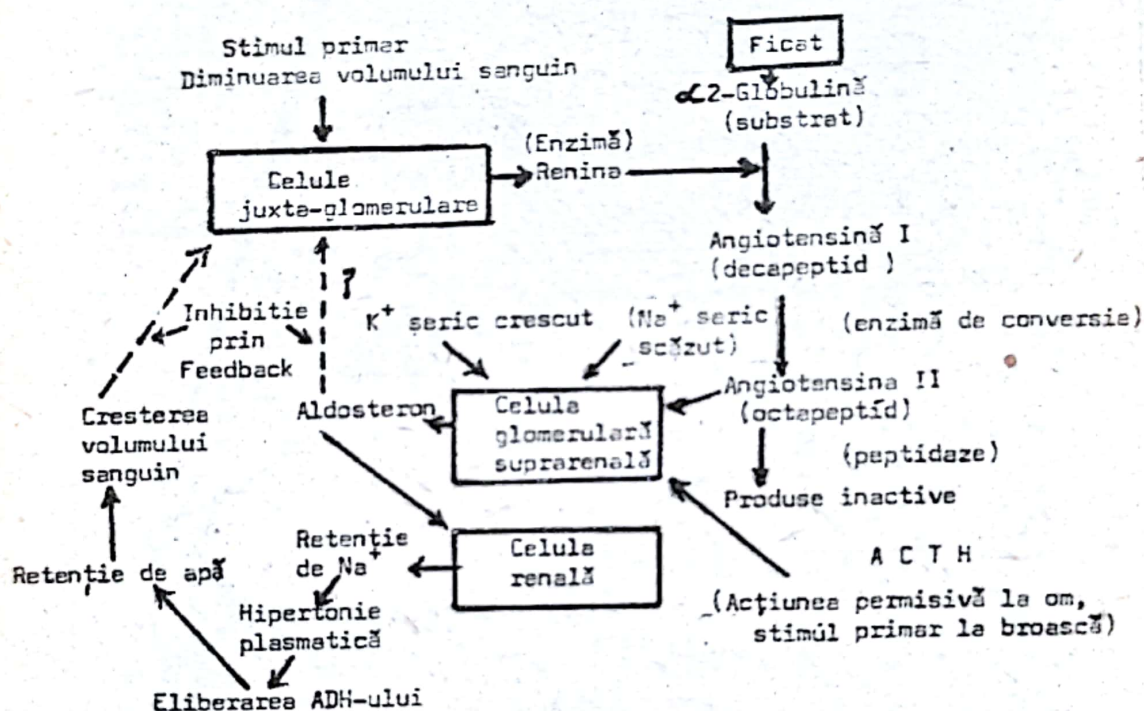 Stimul primar
Diminuarea volumului sanguin
Ficat
α2-Globulină
(substrat)
(Enzimă)
Renina
Celule
juxta-glomerulare
Angiotensină I
(decapeptid )
?
Inhibitie
prin
Feedback
K+ seric crescut
(Na+ seric
scăzut)
(enzimă de conversie)
Angiotensina II
(octapeptid)
Cresterea
volumului
sanguin
Aldosteron
Celula
glomerulară
suprarenală
(peptidaze)
Produse inactive
Retenție
de Na+
Celula
renală
Retenție de apă
A C T H
(Acțiunea permisivă la om,
stimúl primar la broască)
Hipertonie
plasmatică
Eliberarea ADH-ului